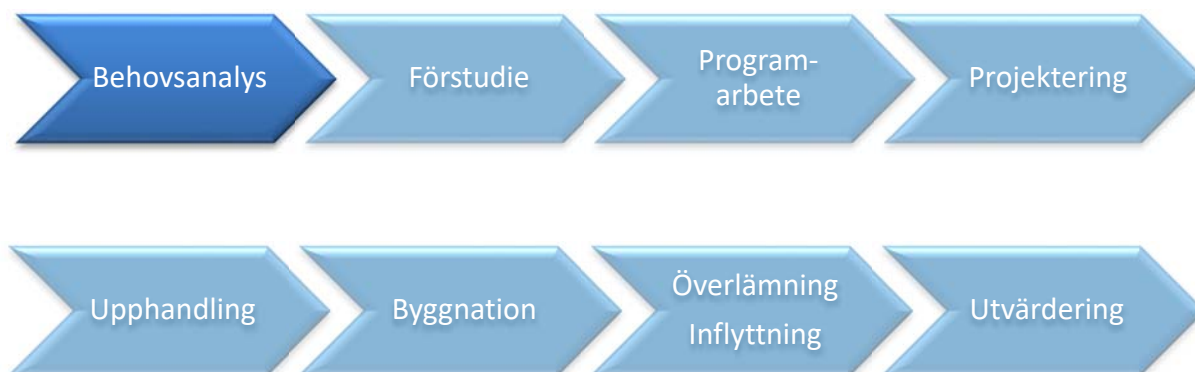 Behovsanalys
Förstudie
Program-
arbete
Projektering
Upphandling
Byggnation
Överlämning
Inflyttning
Utvärdering